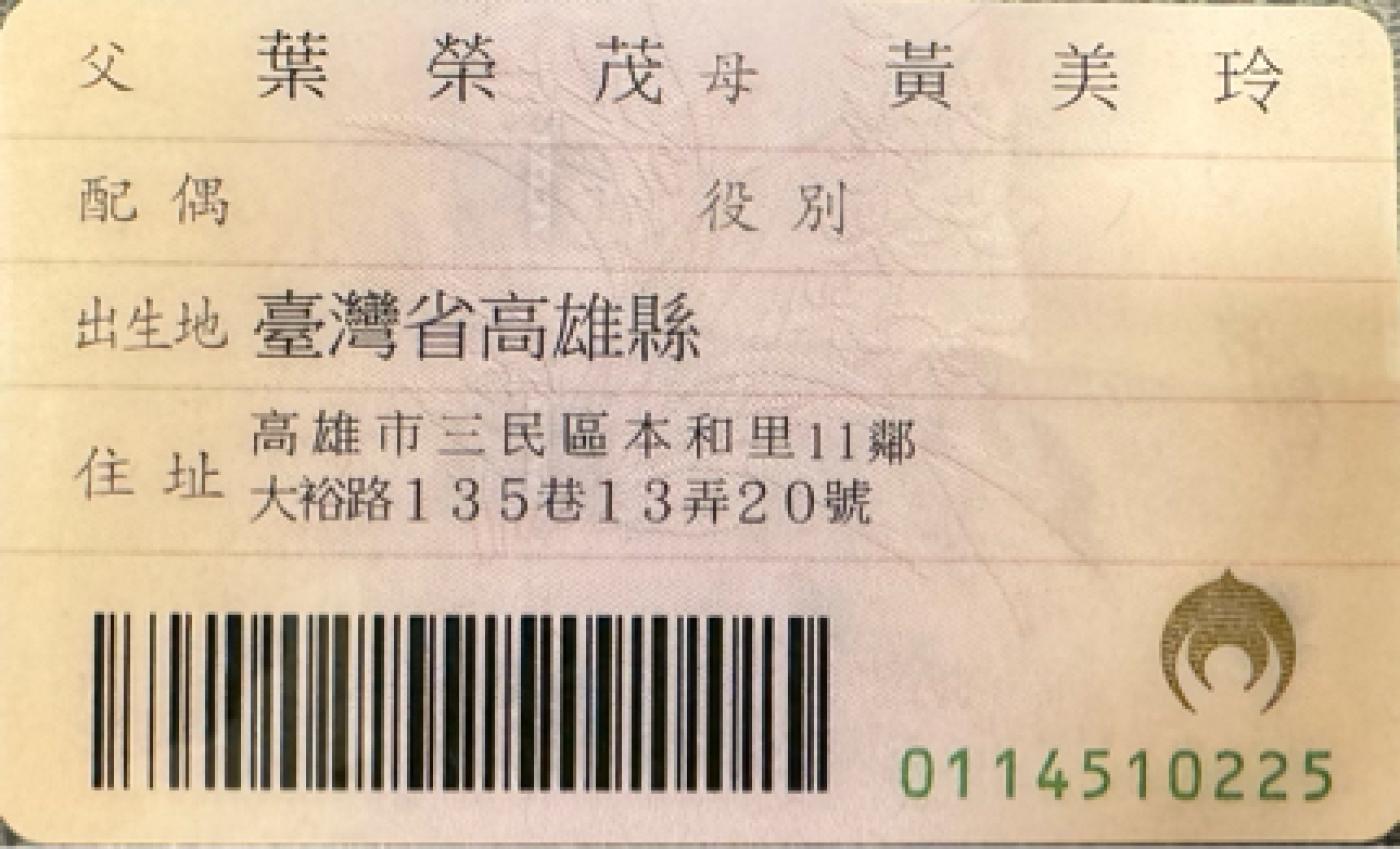 父 葉榮茂 母 黃美玲
配偶 役別
出生地 臺灣省高雄縣
住址 高雄市三民區本和里11鄰
大裕路135巷13弄20號
0114510225